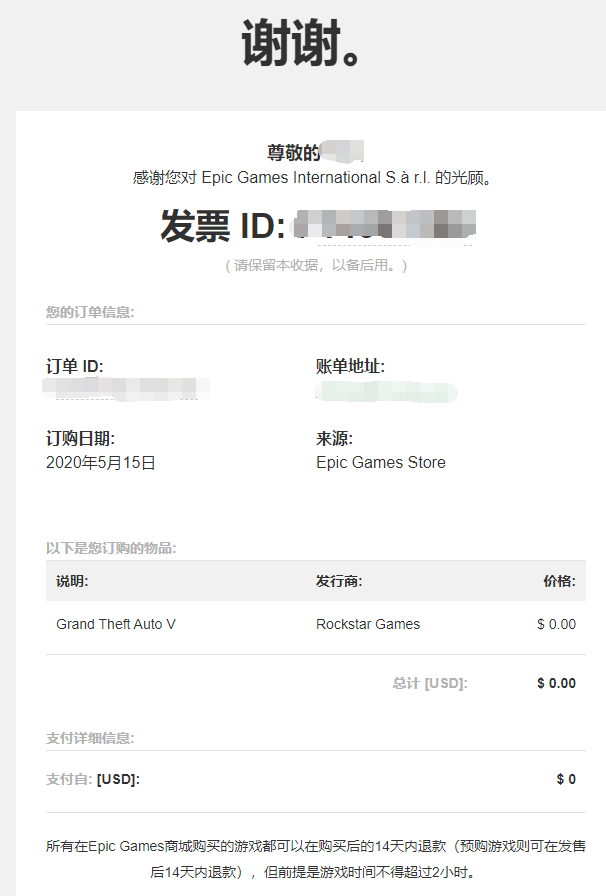 谢谢。
尊敬的
感谢您对 Epic Games International S.à r.l. 的光顾。
发票 ID:
( 请保留本收据，以备后用。)
您的订单信息:
订单 ID:
账单地址:
订购日期:
2020年5月15日
来源:
Epic Games Store
以下是您订购的物品:
说明: 发行商: 价格:
Grand Theft Auto V Rockstar Games $ 0.00
总计 [USD]: $ 0.00
支付详细信息:
支付自: [USD]: $ 0
所有在Epic Games商城购买的游戏都可以在购买后的14天内退款（预购游戏则可在发售
后14天内退款），但前提是游戏时间不得超过2小时。